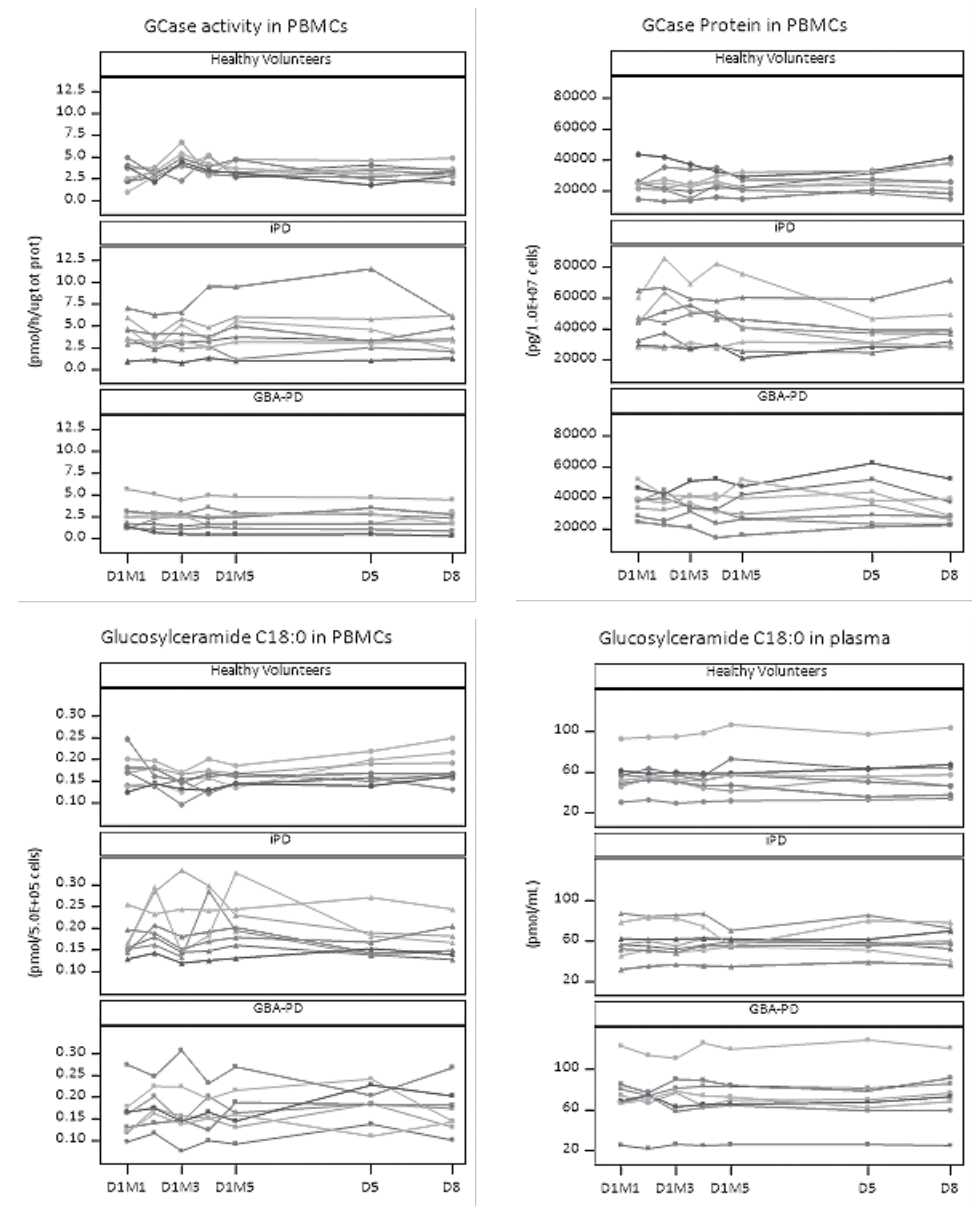 GCase activity in PBMCs
Healthy Volunteers
12.5
10.0
7.5
5.0
2.5
0.0
iPD
12.5
10.0
7.5
5.0
2.5
0.0
GBA-PD
12.5
10.0
7.5
5.0
2.5
0.0
(pmol/h/ugtot prot)
D1M1 D1M3 D1M5 D5 D8
GCase Protein in PBMCs
Healthy Volunteers
80000
60000
40000
20000
iPD
80000
60000
40000
20000
GBA-PD
80000
60000
40000
20000
(pg/1.0E+07 cells)
D1M1 D1M3 D1M5 D5 D8
Glucosylceramide C18:0 in PBMCs
Healthy Volunteers
0.30
0.25
0.20
0.15
0.10
iPD
0.30
0.25
0.20
0.15
0.10
GBA-PD
0.30
0.25
0.20
0.15
0.10
(pmol/5.0E+05 cells)
D1M1 D1M3 D1M5 D5 D8
Glucosylceramide C18:0 in plasma
Healthy Volunteers
100
60
20
iPD
100
60
20
GBA-PD
100
60
20
(pmol/mL)
D1M1 D1M3 D1M5 D5 D8